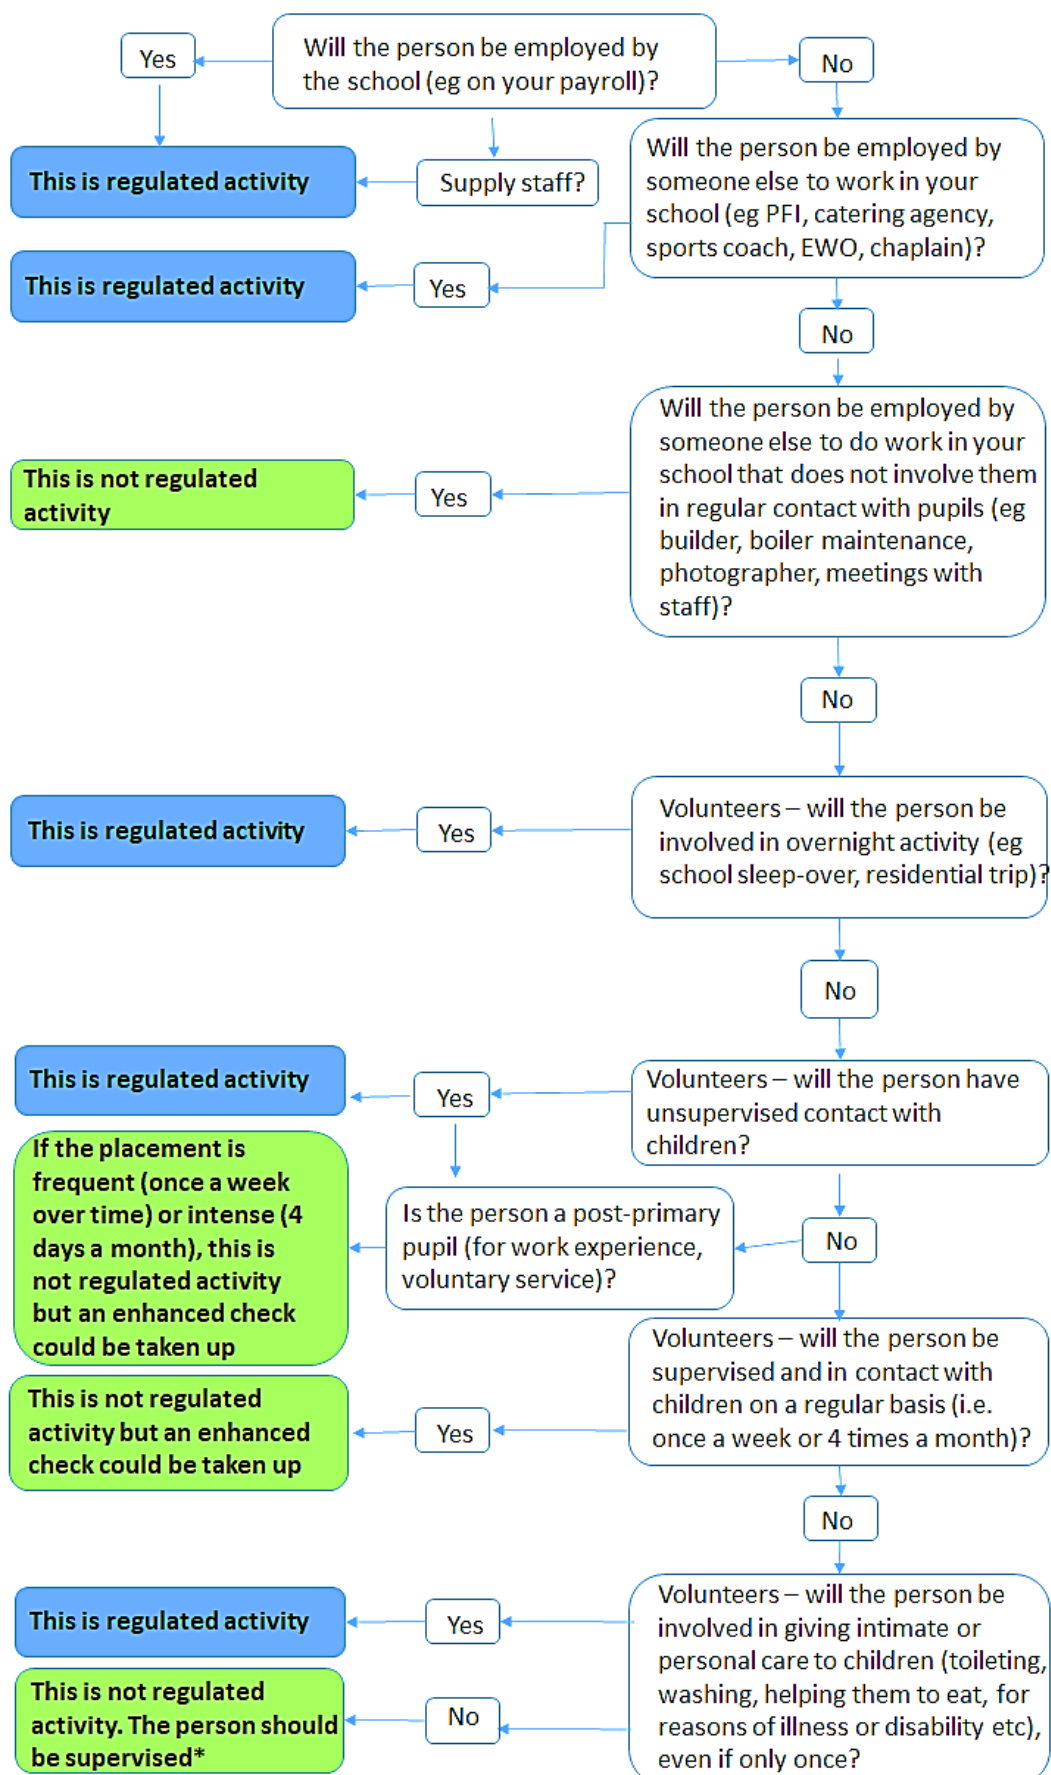 Will the person be employed by
the school (eg on your payroll)?
Yes
No
This is regulated activity
Supply staff?
Will the person be employed by
someone else to work in your
school (eg PFI, catering agency,
sports coach, EWO, chaplain)?
This is regulated activity
Yes
No
Will the person be employed by
someone else to do work in your
school that does not involve them
in regular contact with pupils (eg
builder, boiler maintenance,
photographer, meetings with
staff)?
This is not regulated
activity
Yes
No
Volunteers – will the person be
involved in overnight activity (eg
school sleep-over, residential trip)?
This is regulated activity
Yes
No
Volunteers – will the person have
unsupervised contact with
children?
This is regulated activity
Yes
If the placement is
frequent (once a week
over time) or intense (4
days a month), this is
not regulated activity
but an enhanced check
could be taken up
Is the person a post-primary
pupil (for work experience,
voluntary service)?
No
Volunteers – will the person be
supervised and in contact with
children on a regular basis (i.e.
once a week or 4 times a month)?
This is not regulated
activity but an enhanced
check could be taken up
Yes
No
Volunteers – will the person be
involved in giving intimate or
personal care to children (toileting,
washing, helping them to eat, for
reasons of illness or disability etc),
even if only once?
This is regulated activity
Yes
This is not regulated
activity. The person should
be supervised*
No